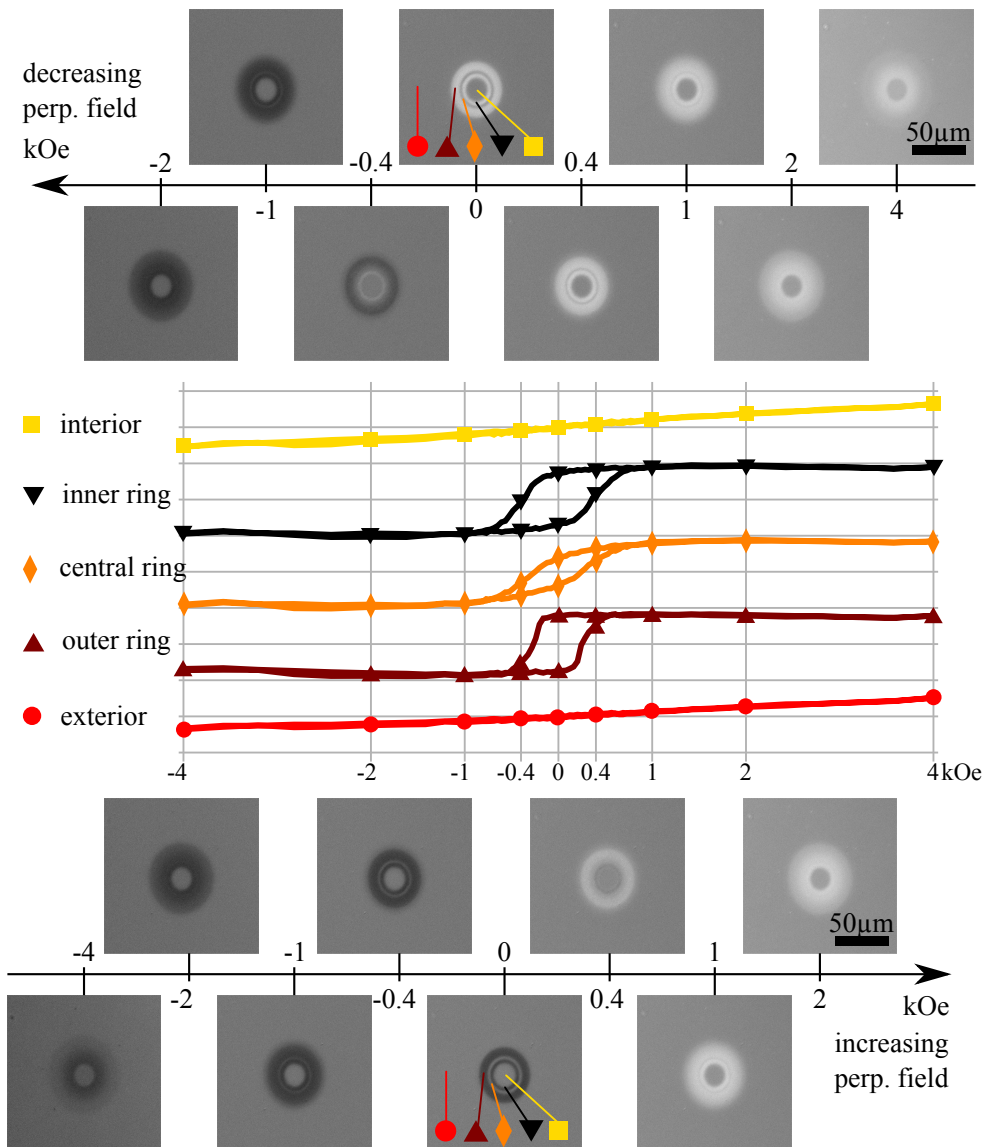 decreasing
perp. field
kOe
50µm
-2 -0.4 0.4 2
-1 0 1 4
interior
inner ring
central ring
outer ring
exterior
-4 -2 -1 -0.4 0 0.4 1 2 4 kOe
50µm
-4 -1 0 1
-2 -0.4 0.4 2
kOe
increasing
perp. field